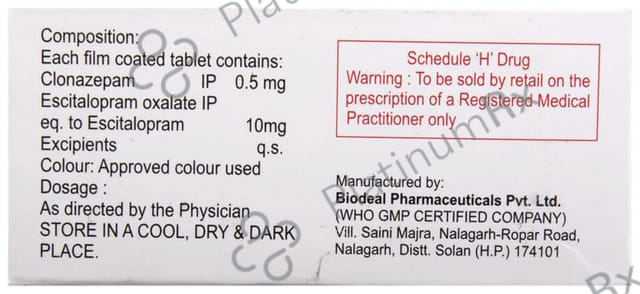 Composition:
Each film coated tablet contains:
Clonazepam IP 0.5 mg
Escitalopram oxalate IP
eq. to Escitalopram 10mg
Excipients q.s.
Colour: Approved colour used
Dosage :
As directed by the Physician
STORE IN A COOL, DRY & DARK
PLACE.
Schedule 'H' Drug
Warning : To be sold by retail on the
prescription of a Registered Medical
Practitioner only
Manufactured by:
Biodeal Pharmaceuticals Pvt. Ltd.
(WHO GMP CERTIFIED COMPANY)
Vill. Saini Majra, Nalagarh-Ropar Road,
Nalagarh, Distt. Solan (H.P.) 174101
PlatinumRx